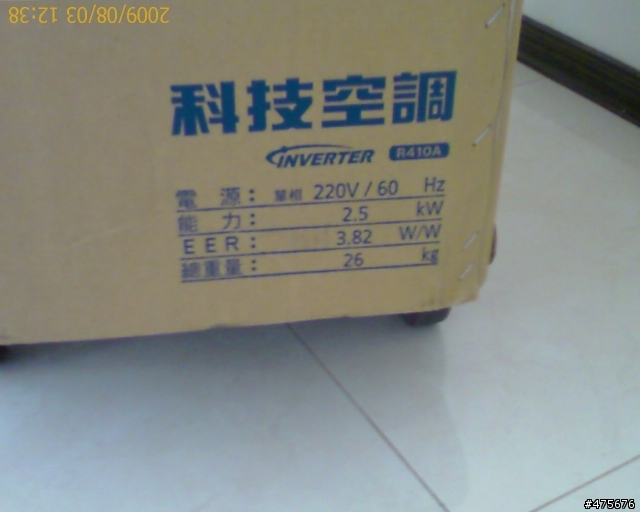 2009/08/03 12:38
科技空調
INVERTER R410A
電源： 單相 220V / 60 Hz
能力： 2.5 kW
EER： 3.82 W/W
總重量： 26 kg
#475676